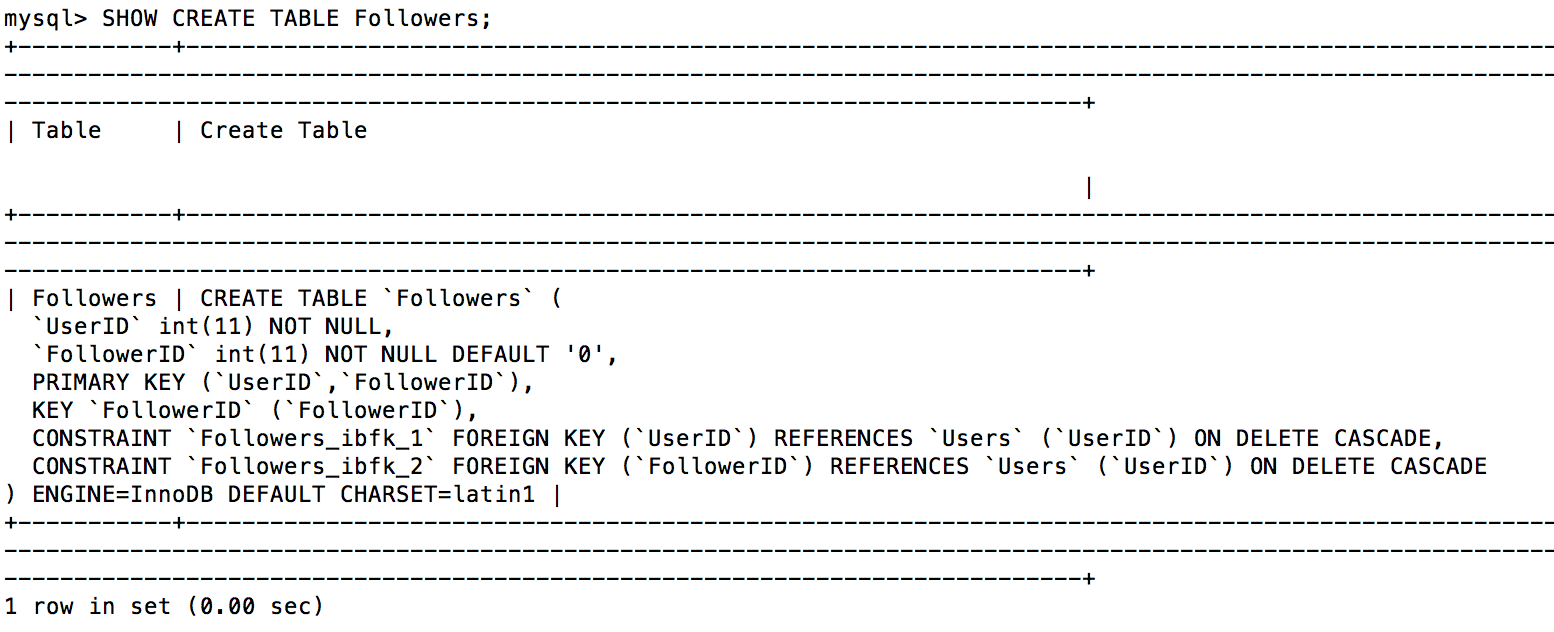 mysql> SHOW CREATE TABLE Followers;
+-----------+--------------------------------------------------------------------------------------------------
---------------------------------------------------------------------------------------------------------------
-----------------------------------------------------------------------------+
| Table     | Create Table
                                                                             |
+-----------+--------------------------------------------------------------------------------------------------
---------------------------------------------------------------------------------------------------------------
-----------------------------------------------------------------------------+
| Followers | CREATE TABLE `Followers` (
  `UserID` int(11) NOT NULL,
  `FollowerID` int(11) NOT NULL DEFAULT '0',
  PRIMARY KEY (`UserID`,`FollowerID`),
  KEY `FollowerID` (`FollowerID`),
  CONSTRAINT `Followers_ibfk_1` FOREIGN KEY (`UserID`) REFERENCES `Users` (`UserID`) ON DELETE CASCADE,
  CONSTRAINT `Followers_ibfk_2` FOREIGN KEY (`FollowerID`) REFERENCES `Users` (`UserID`) ON DELETE CASCADE
) ENGINE=InnoDB DEFAULT CHARSET=latin1 |
+-----------+--------------------------------------------------------------------------------------------------
---------------------------------------------------------------------------------------------------------------
-----------------------------------------------------------------------------+
1 row in set (0.00 sec)